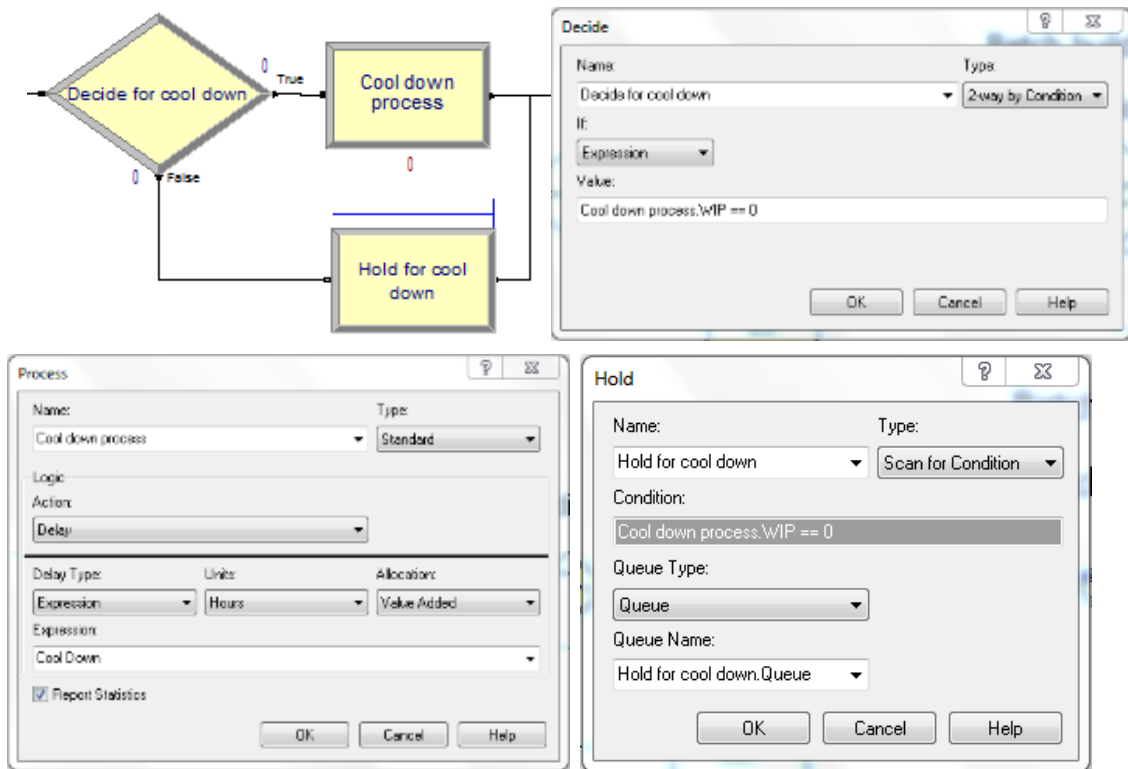 Decide for cool down
0
True
0
False
Cool down
process
0
Hold for cool
down
Decide
Name:
Type:
Decide for cool down
2-way by Condition
If:
Expression
Value:
Cool down process.WIP == 0
OK
Cancel
Help
Process
Name:
Type:
Cool down process
Standard
Logic
Action:
Delay
Delay Type:
Units:
Allocation:
Expression
Hours
Value Added
Expression:
Cool Down
Report Statistics
OK
Cancel
Help
Hold
Name:
Type:
Hold for cool down
Scan for Condition
Condition:
Cool down process.WIP == 0
Queue Type:
Queue
Queue Name:
Hold for cool down.Queue
OK
Cancel
Help